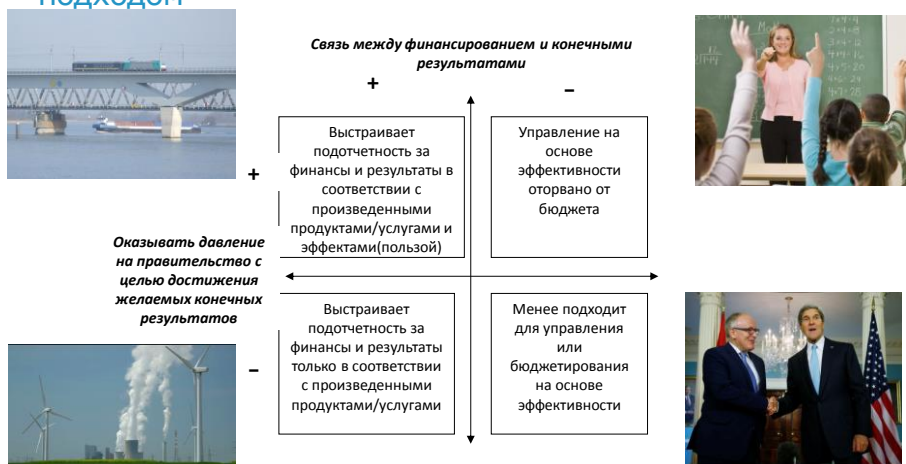 подходом
Связь между финансированием и конечными
результатами
+
–
Выстраивает
подотчетность за
финансы и результаты в
соответствии с
произведенными
продуктами/услугами и
эффектами(пользой)
Управление на
основе
эффективности
оторвано от
бюджета
+
Оказывать давление
на правительство с
целью достижения
желаемых конечных
результатов
–
Выстраивает
подотчетность за
финансы и результаты
только в соответствии
с произведенными
продуктами/услугами
Менее подходит
для управления
или
бюджетирования
на основе
эффективности